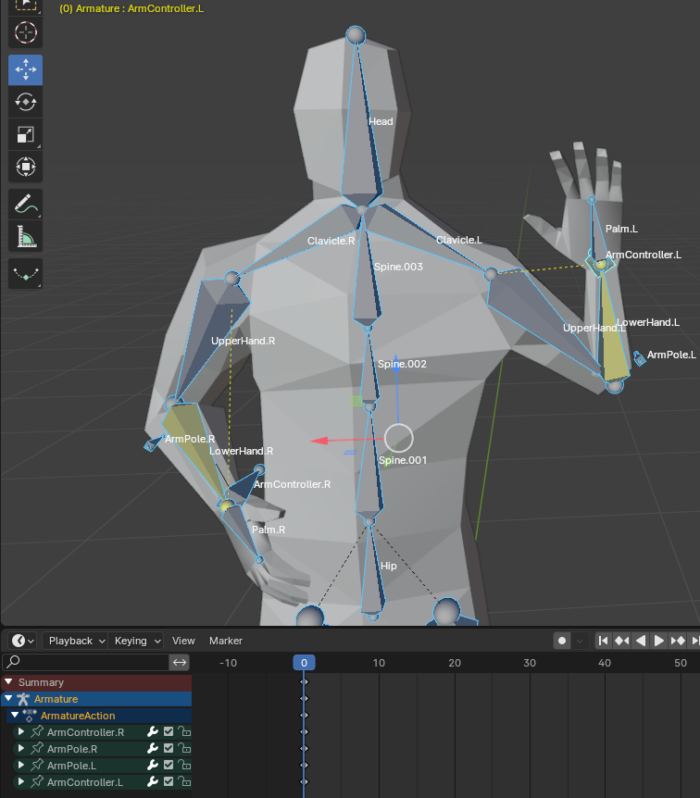 (0) Armature : ArmController.L
Head
Palm.L
Clavicle.R
Clavicle.L
ArmController.L
Spine.003
LowerHand.L
UpperHand.L
UpperHand.R
ArmPole.L
Spine.002
ArmPole.R
LowerHand.R
Spine.001
ArmController.R
Palm.R
Hip
Playback Keying View Marker
-10 0 10 20 30 40 50
Summary
Armature
ArmatureAction
ArmController.R
ArmPole.R
ArmPole.L
ArmController.L